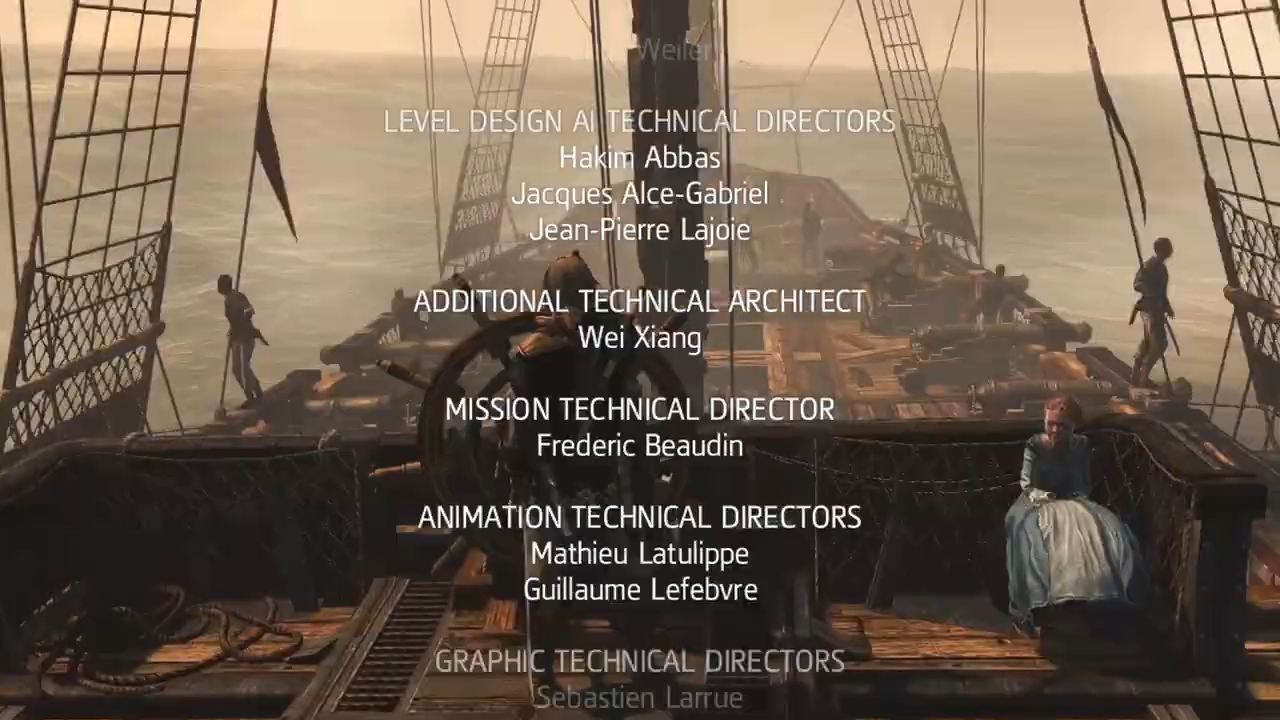 Weiler
LEVEL DESIGN AI TECHNICAL DIRECTORS
Hakim Abbas
Jacques Alce-Gabriel
Jean-Pierre Lajoie
ADDITIONAL TECHNICAL ARCHITECT
Wei Xiang
MISSION TECHNICAL DIRECTOR
Frederic Beaudin
ANIMATION TECHNICAL DIRECTORS
Mathieu Latulippe
Guillaume Lefebvre
GRAPHIC TECHNICAL DIRECTORS
Sebastien Larrue